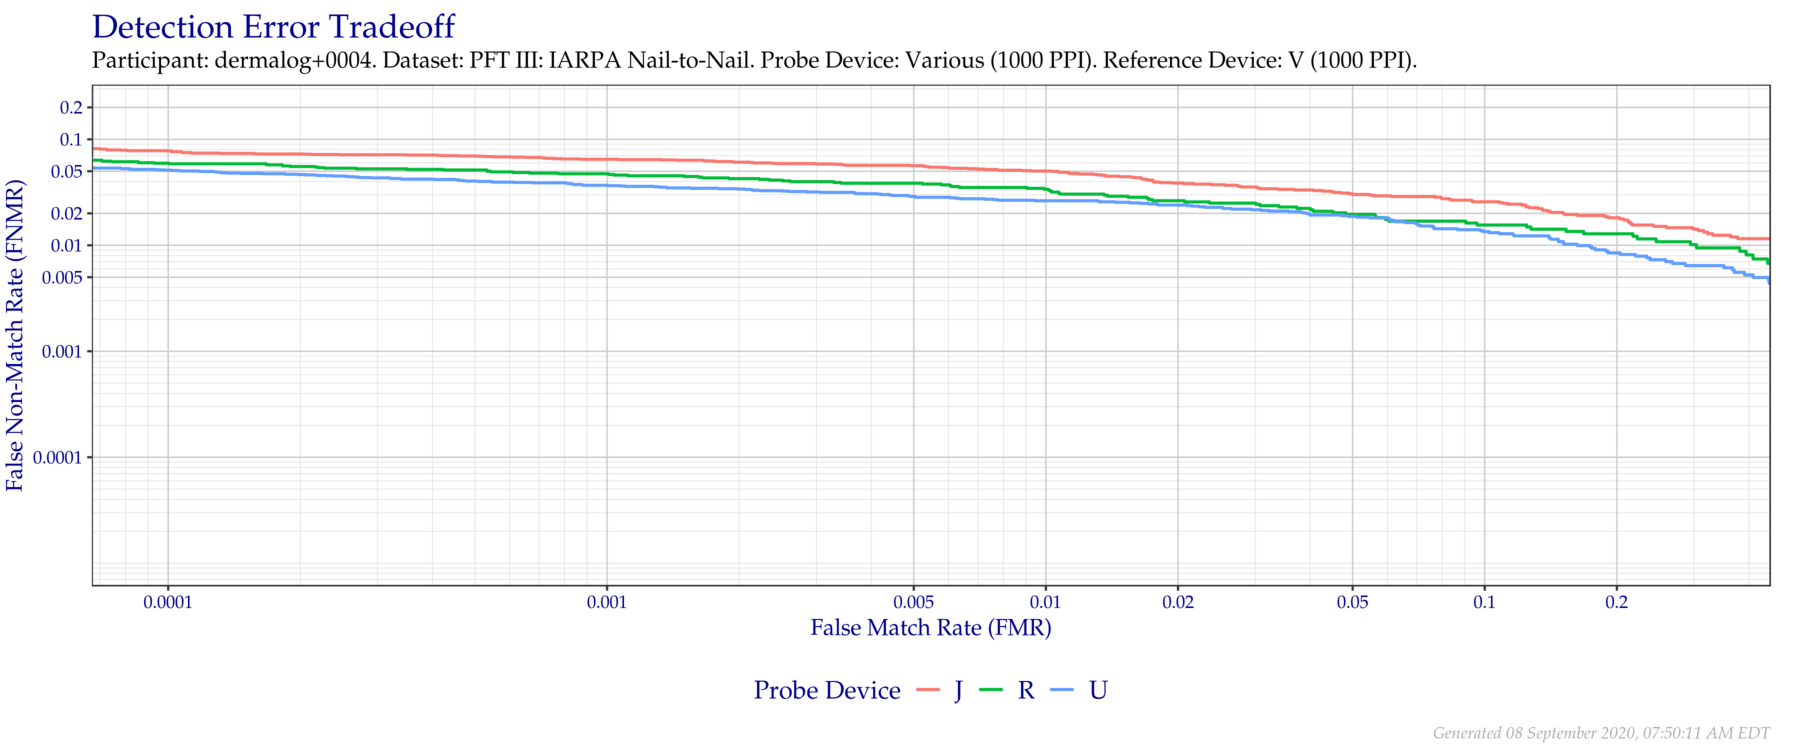 Detection Error Tradeoff
Participant: dermalog+0004. Dataset: PFT III: IARPA Nail-to-Nail. Probe Device: Various (1000 PPI). Reference Device: V (1000 PPI).
False Non-Match Rate (FNMR)
0.2
0.1
0.05
0.02
0.01
0.005
0.001
0.0001
0.0001 0.001 0.005 0.01 0.02 0.05 0.1 0.2
False Match Rate (FMR)
Probe Device J R U
Generated 08 September 2020, 07:50:11 AM EDT